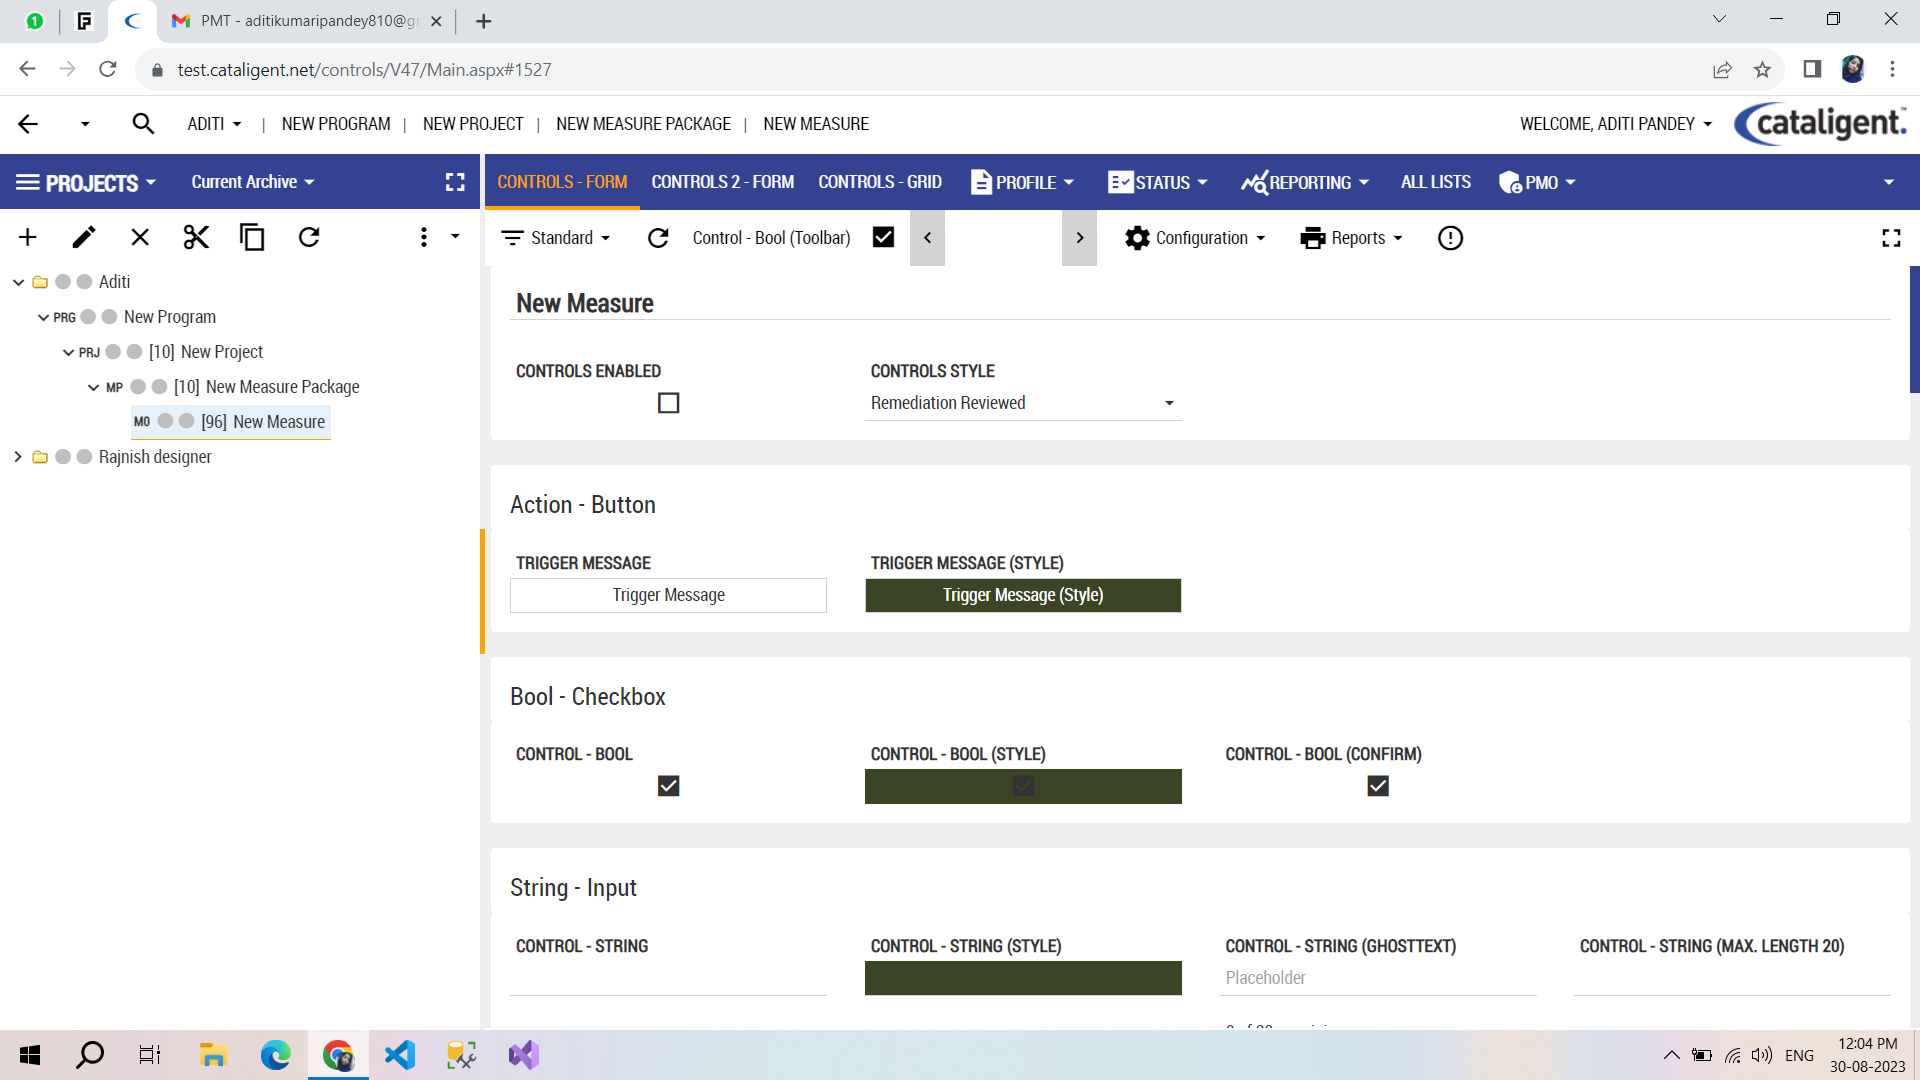 PMT - aditikumaripandey810@g
test.cataligent.net/controls/V47/Main.aspx#1527
ADITI | NEW PROGRAM | NEW PROJECT | NEW MEASURE PACKAGE | NEW MEASURE
WELCOME, ADITI PANDEY
cataligent.™
PROJECTS
Current Archive
CONTROLS - FORM
CONTROLS 2 - FORM
CONTROLS - GRID
PROFILE
STATUS
REPORTING
ALL LISTS
PMO
Standard
Control - Bool (Toolbar)
Configuration
Reports
Aditi
PRG New Program
PRJ [10] New Project
MP [10] New Measure Package
M0 [96] New Measure
Rajnish designer
New Measure
CONTROLS ENABLED
CONTROLS STYLE
Remediation Reviewed
Action - Button
TRIGGER MESSAGE
TRIGGER MESSAGE (STYLE)
Trigger Message
Trigger Message (Style)
Bool - Checkbox
CONTROL - BOOL
CONTROL - BOOL (STYLE)
CONTROL - BOOL (CONFIRM)
String - Input
CONTROL - STRING
CONTROL - STRING (STYLE)
CONTROL - STRING (GHOSTTEXT)
CONTROL - STRING (MAX. LENGTH 20)
Placeholder
ENG
12:04 PM
30-08-2023